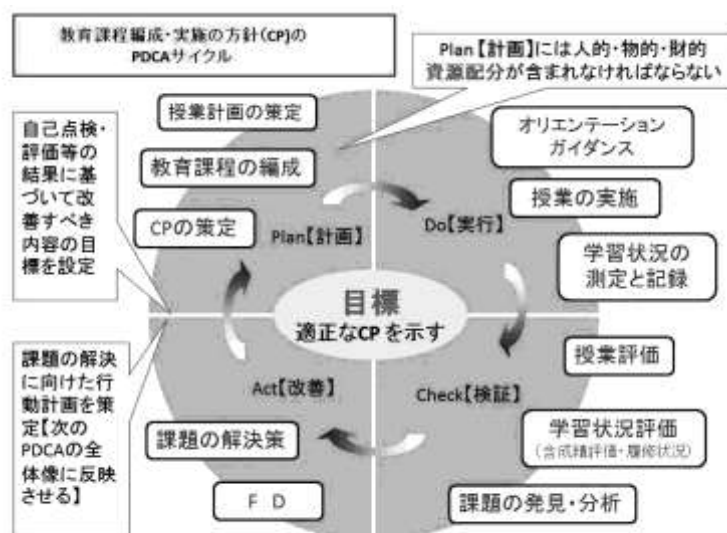 教育課程編成・実施の方針(CP)の
PDCAサイクル
Plan【計画】には人的・物的・財的
資源配分が含まれなければならない
自己点検・
評価等の
結果に基
づいて改
善すべき
内容の目
標を設定
授業計画の策定
教育課程の編成
CPの策定
Plan【計画】
オリエンテーション
ガイダンス
授業の実施
Do【実行】
学習状況の
測定と記録
目標
適正なCPを示す
課題の解決
に向けた行
動計画を策
定【次の
PDCAの全
体像に反映
させる】
Act【改善】
課題の解決策
F D
授業評価
Check【検証】
学習状況評価
(含成績評価・履修状況)
課題の発見・分析